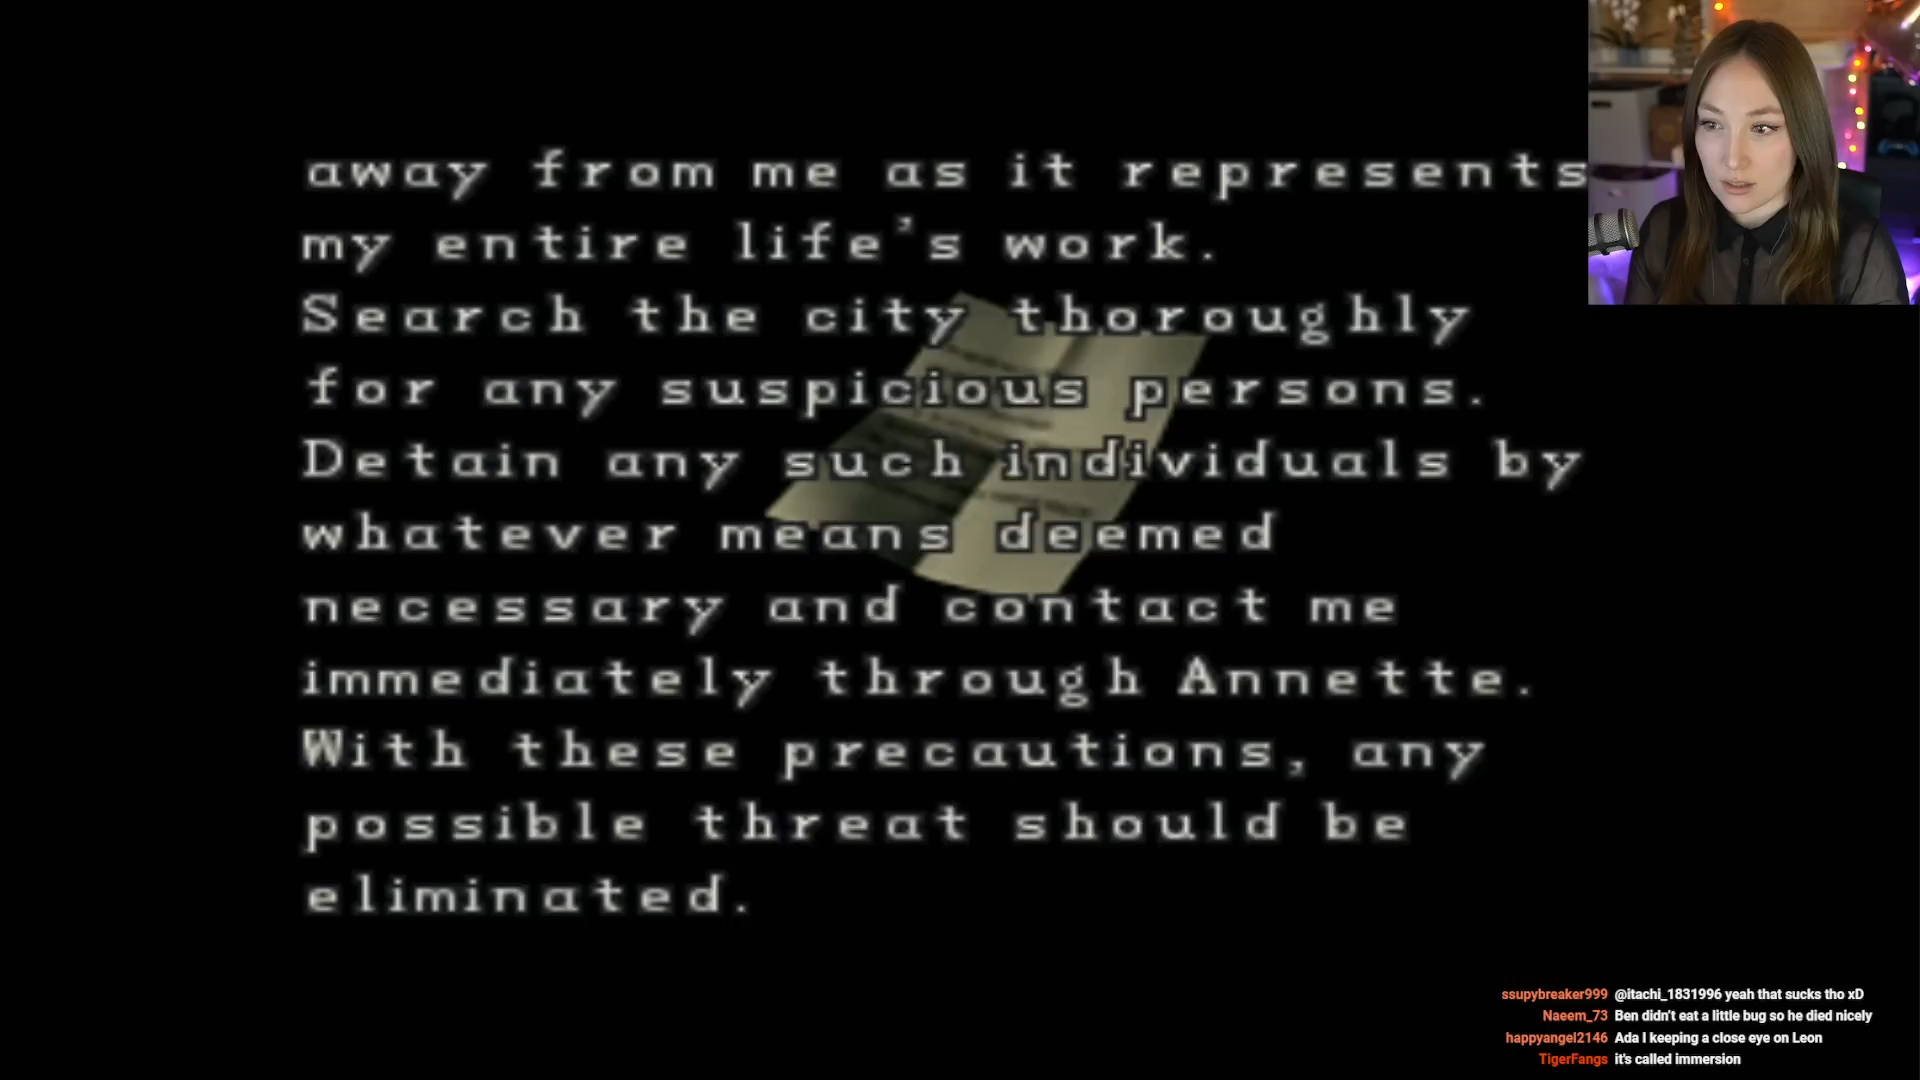 away from me as it represents
my entire life's work.
Search the city thoroughly
for any suspicious persons.
Detain any such individuals by
whatever means deemed
necessary and contact me
immediately through Annette.
With these precautions, any
possible threat should be
eliminated.
ssupybreaker999 @itachi_1831996 yeah that sucks tho xD
Naeem_73 Ben didn't eat a little bug so he died nicely
happyangel2146 Ada I keeping a close eye on Leon
TigerFangs it's called immersion